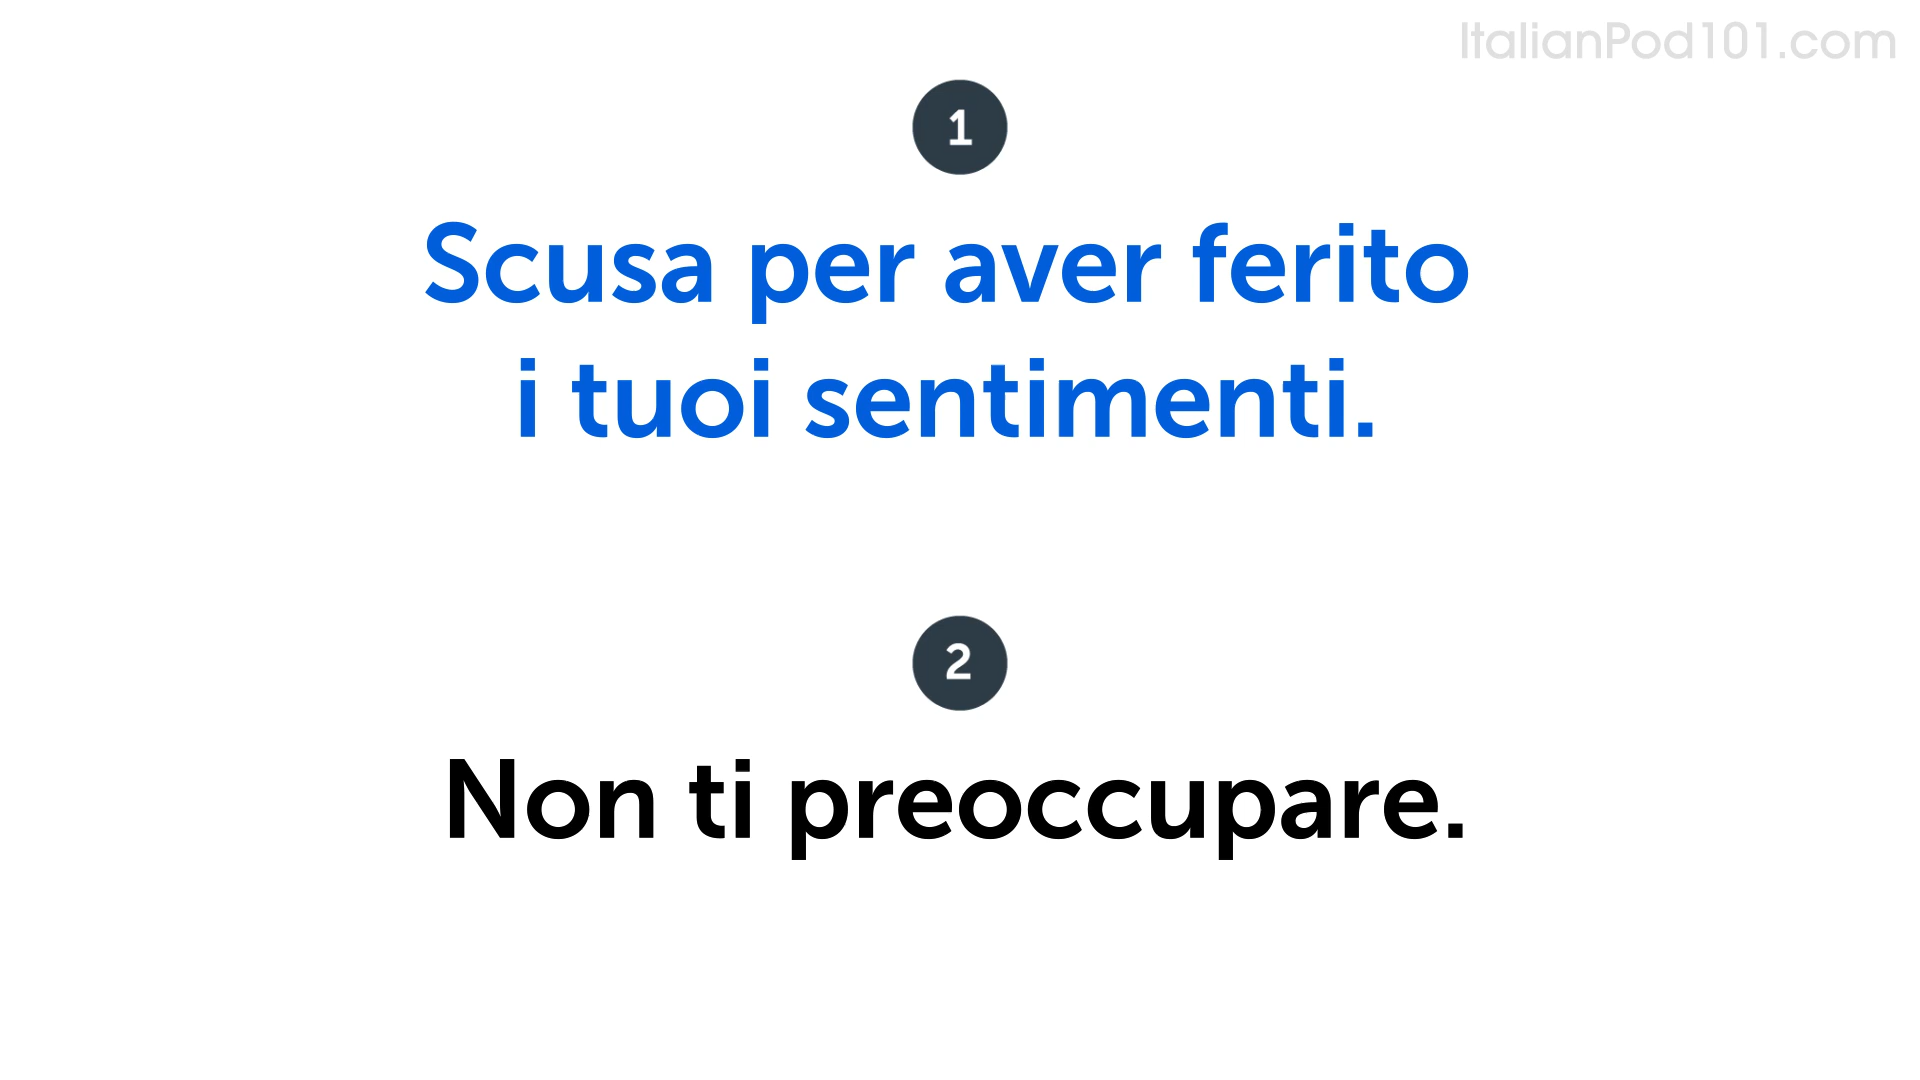 ItalianPod101.com
1
Scusa per aver ferito
i tuoi sentimenti.
2
Non ti preoccupare.